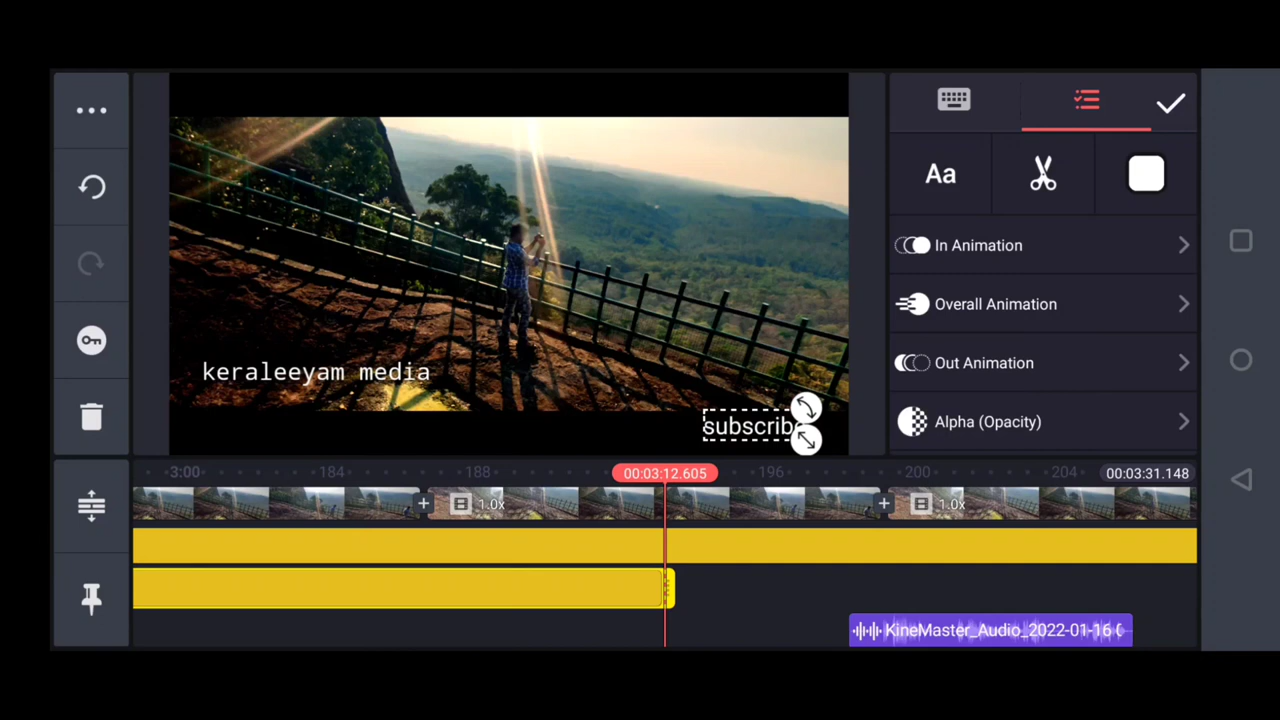 Aa
In Animation
Overall Animation
keraleeyam media
Out Animation
subscribe
Alpha (Opacity)
3:00
184
188
00:03:12.605
196
200
204
00:03:31.148
1.0x
1.0x
KineMaster_Audio_2022-01-16 (